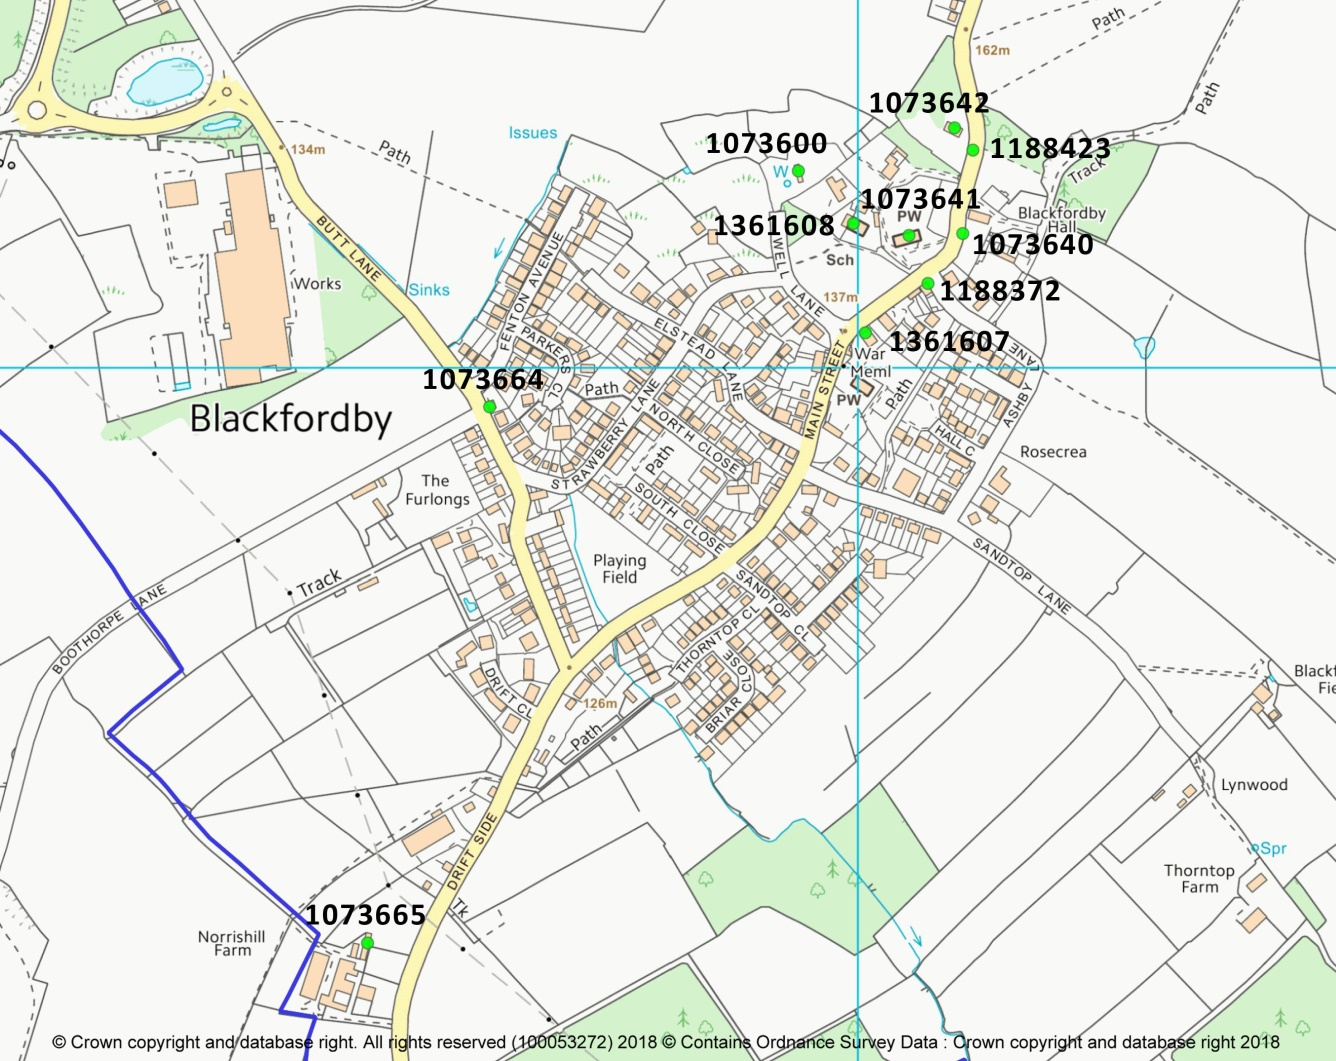 162m
Path
1073642
Path
Issues
134m
Path
1073600
1188423
W
Track
1073641
PW
Blackfordby
Hall
1361608
1073640
BUTT LANE
WELL LANE
Sch
Works
Sinks
FENTON AVENUE
137m
1188372
ELSTEAD LANE
PARKERS CL
1361607
War
Meml
1073664
Path
PW
Path
MAIN STREET
ASHBY LANE
Blackfordby
NORTH CLOSE
STRAWBERRY LANE
HALL C
Rosecrea
Path
The
Furlongs
SOUTH CLOSE
Playing
Field
Track
SANDTOP LANE
SANDTOP CL
BOOTHORPE LANE
THORNTOP CL
BRIAR CLOSE
DRIFT CL
Blackf
Fie
126m
Path
Lynwood
DRIFT SIDE
Spr
Thorntop
Farm
1073665
Tk
Norrishill
Farm
© Crown copyright and database right. All rights reserved (100053272) 2018 © Contains Ordnance Survey Data : Crown copyright and database right 2018